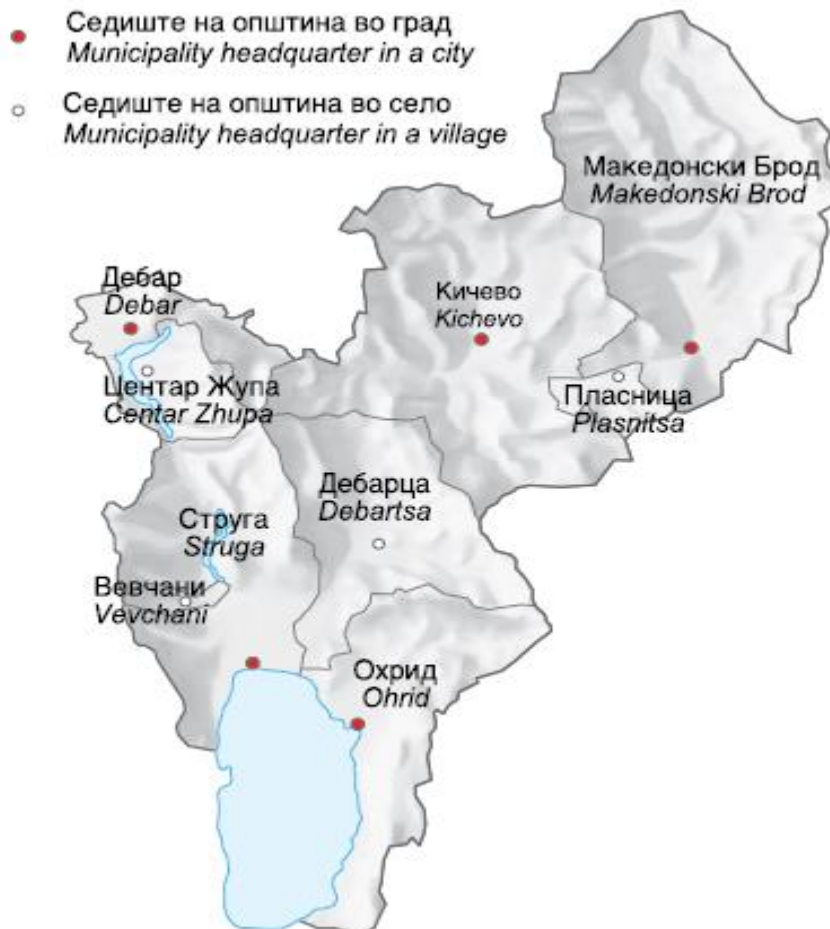 Седиште на општина во град
Municipality headquarter in a city
Седиште на општина во село
Municipality headquarter in a village
Македонски Брод
Makedonski Brod
Дебар
Debar
Кичево
Kichevo
Центар Жупа
Centar Zhupa
Пласница
Plasnitsa
Дебарца
Debartsa
Струга
Struga
Вевчани
Vevchani
Охрид
Ohrid